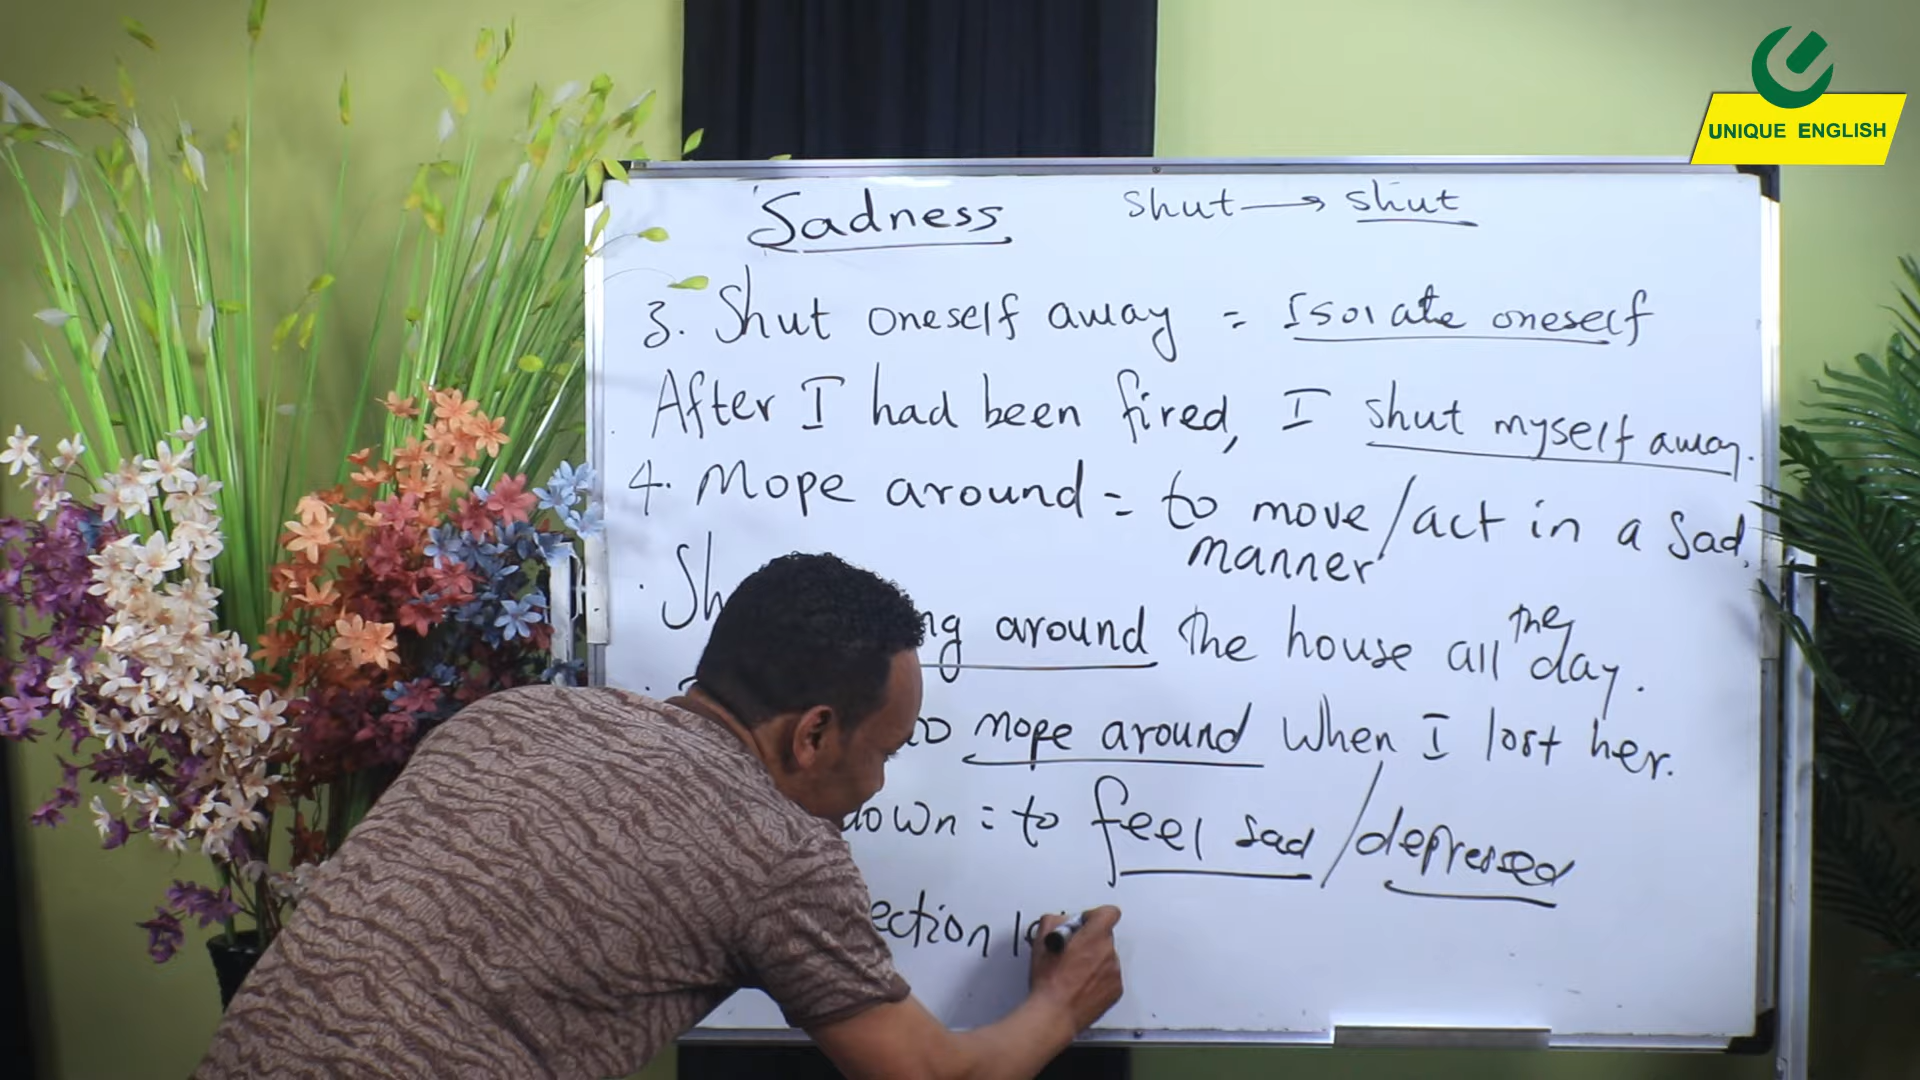 UNIQUE ENGLISH
Sadness shut → shut
3. Shut oneself away = Isolate oneself
After I had been fired, I shut myself away.
4. Mope around = to move/act in a sad
manner
around the house all the day.
mope around when I lost her.
down = to feel sad / depressed